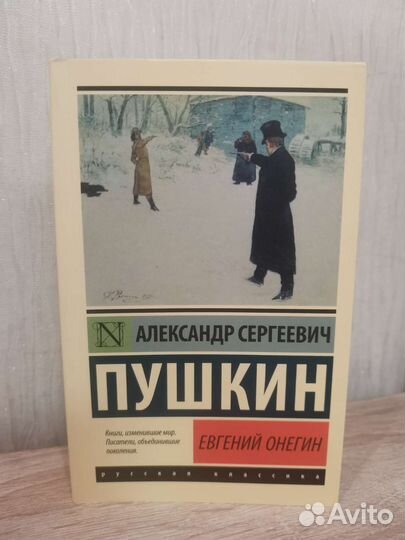 АЛЕКСАНДР СЕРГЕЕВИЧ
ПУШКИН
Книги, изменившие мир.
Писатели, объединившие
поколения.
ЕВГЕНИЙ ОНЕГИН
русская классика
Avito